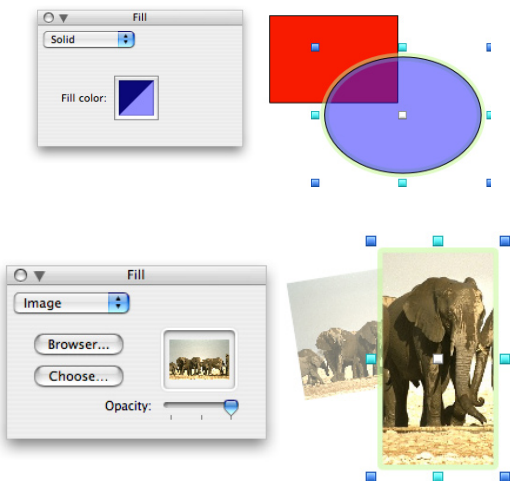 Fill
Solid
Fill color:
Fill
Image
Browser...
Choose...
Opacity: